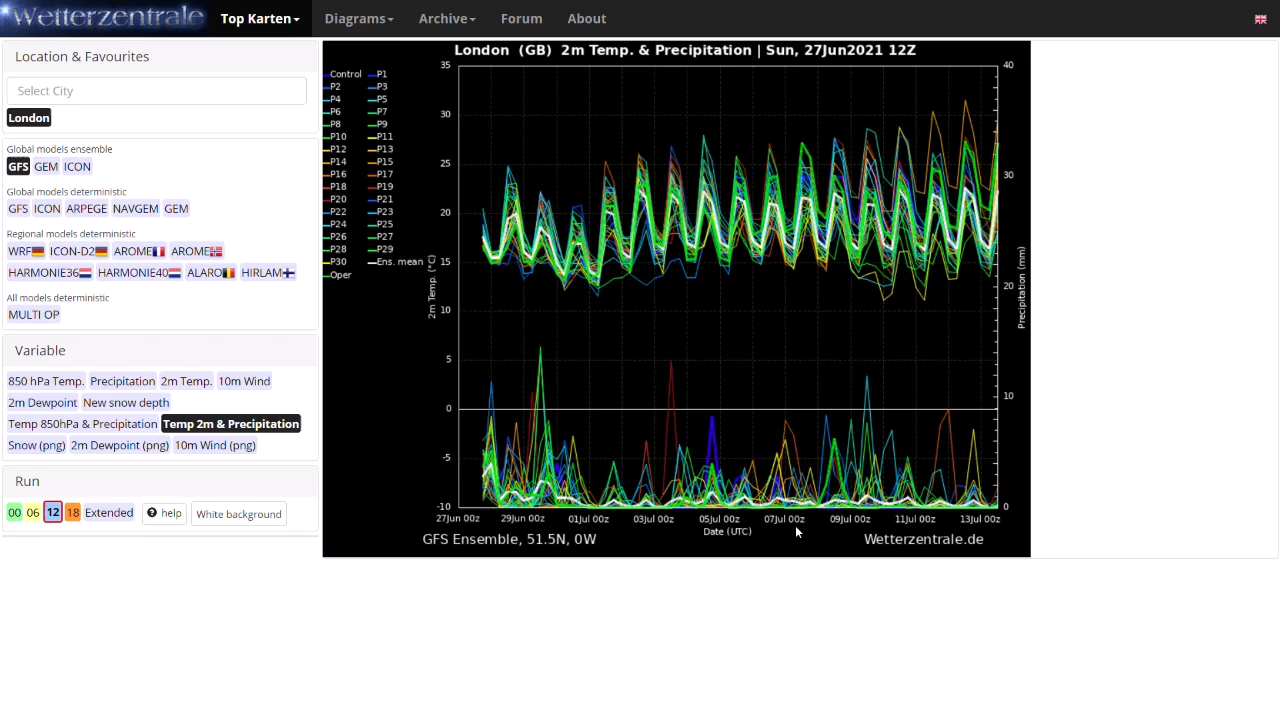 Wetterzentrale Top Karten Diagrams Archive Forum About
Location & Favourites
Select City
London
Global models ensemble
GFS GEM ICON
Global models deterministic
GFS ICON ARPEGE NAVGEM GEM
Regional models deterministic
WRF ICON-D2 AROME AROME
HARMONIE36 HARMONIE40 ALARO HIRLAM
All models deterministic
MULTI OP
Variable
850 hPa Temp. Precipitation 2m Temp. 10m Wind
2m Dewpoint New snow depth
Temp 850hPa & Precipitation Temp 2m & Precipitation
Snow (png) 2m Dewpoint (png) 10m Wind (png)
Run
00 06 12 18 Extended help White background
London (GB) 2m Temp. & Precipitation | Sun, 27Jun2021 12Z
Control P1
P2 P3
P4 P5
P6 P7
P8 P9
P10 P11
P12 P13
P14 P15
P16 P17
P18 P19
P20 P21
P22 P23
P24 P25
P26 P27
P28 P29
P30 Ens. mean
Oper
2m Temp. (°C)
35
30
25
20
15
10
5
0
-5
-10
40
30
20
10
0
Precipitation (mm)
27Jun 00z 29Jun 00z 01Jul 00z 03Jul 00z 05Jul 00z 07Jul 00z 09Jul 00z 11Jul 00z 13Jul 00z
Date (UTC)
GFS Ensemble, 51.5N, 0W Wetterzentrale.de